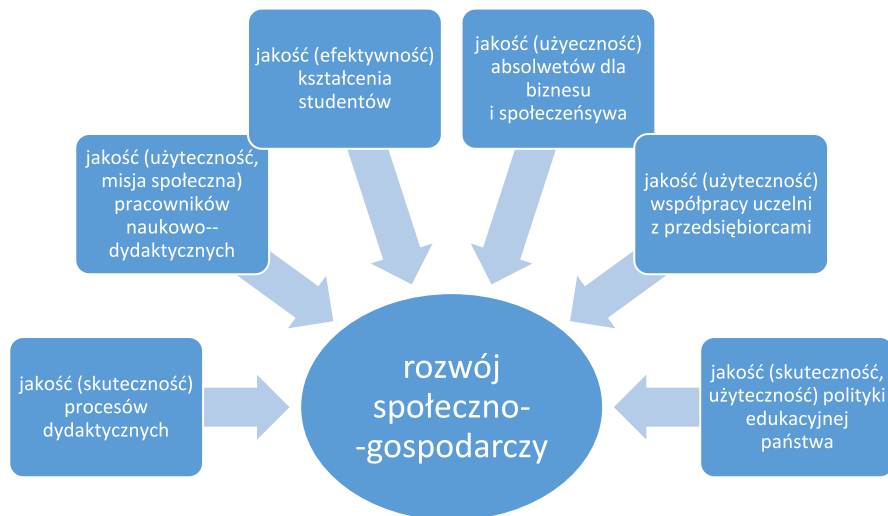 jakość (efektywność)
kształcenia
studentów
jakość (użyeczność)
absolwetów dla
biznesu
i społeczeńsywa
jakość (użyteczność,
misja społeczna)
pracowników
naukowo--
dydaktycznych
jakość (użyteczność)
współpracy uczelni
z przedsiębiorcami
jakość (skuteczność)
procesów
dydaktycznych
rozwój
społeczno-
-gospodarczy
jakość (skuteczność,
użyteczność) polityki
edukacyjnej
państwa